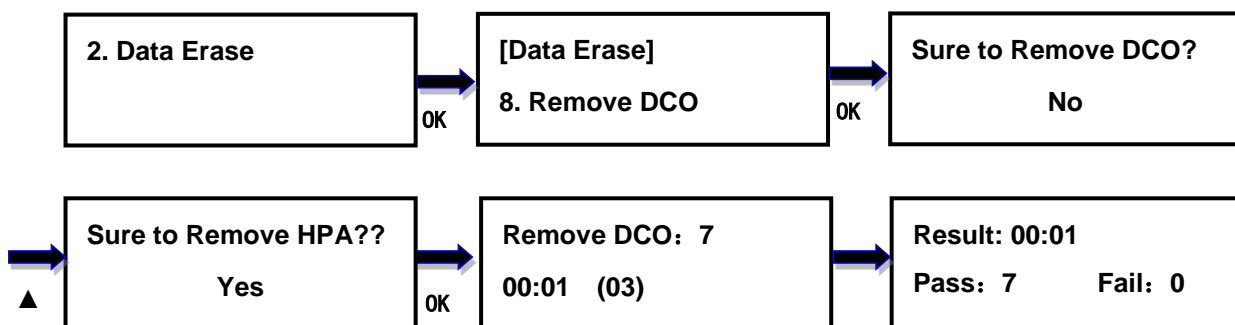 2. Data Erase
OK
[Data Erase]
8. Remove DCO
OK
Sure to Remove DCO?
No
▲
Sure to Remove HPA??
Yes
OK
Remove DCO：7
00:01 (03)
Result: 00:01
Pass：7 Fail：0